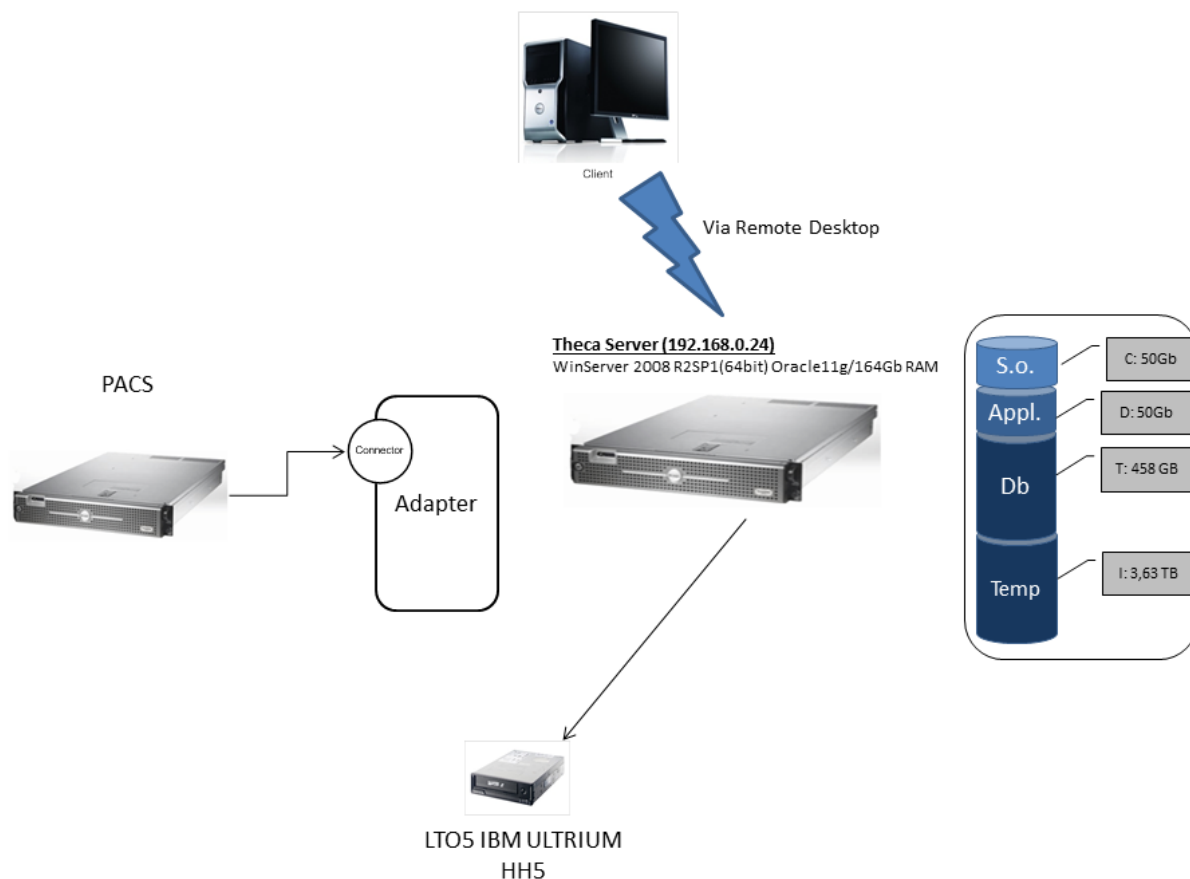 Client
Via Remote Desktop
Theca Server (192.168.0.24)
WinServer 2008 R2SP1(64bit) Oracle11g/164Gb RAM
PACS
Connector
Adapter
S.o.
C: 50Gb
Appl.
D: 50Gb
Db
T: 458 GB
Temp
I: 3,63 TB
LTO5 IBM ULTRIUM
HH5